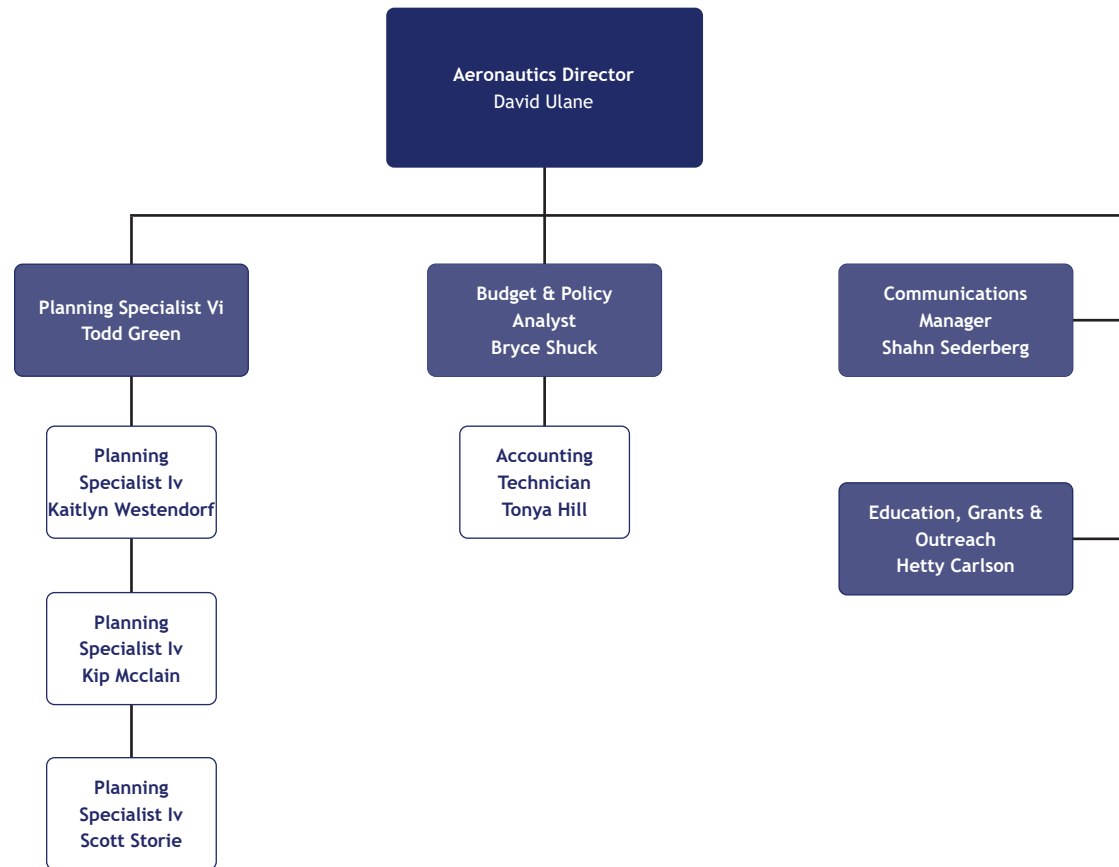 Aeronautics Director
David Ulane
Planning Specialist Vi
Todd Green
Budget & Policy
Analyst
Bryce Shuck
Communications
Manager
Shahn Sederberg
Planning
Specialist Iv
Kaitlyn Westendorf
Accounting
Technician
Tonya Hill
Education, Grants &
Outreach
Hetty Carlson
Planning
Specialist Iv
Kip Mcclain
Planning
Specialist Iv
Scott Storie